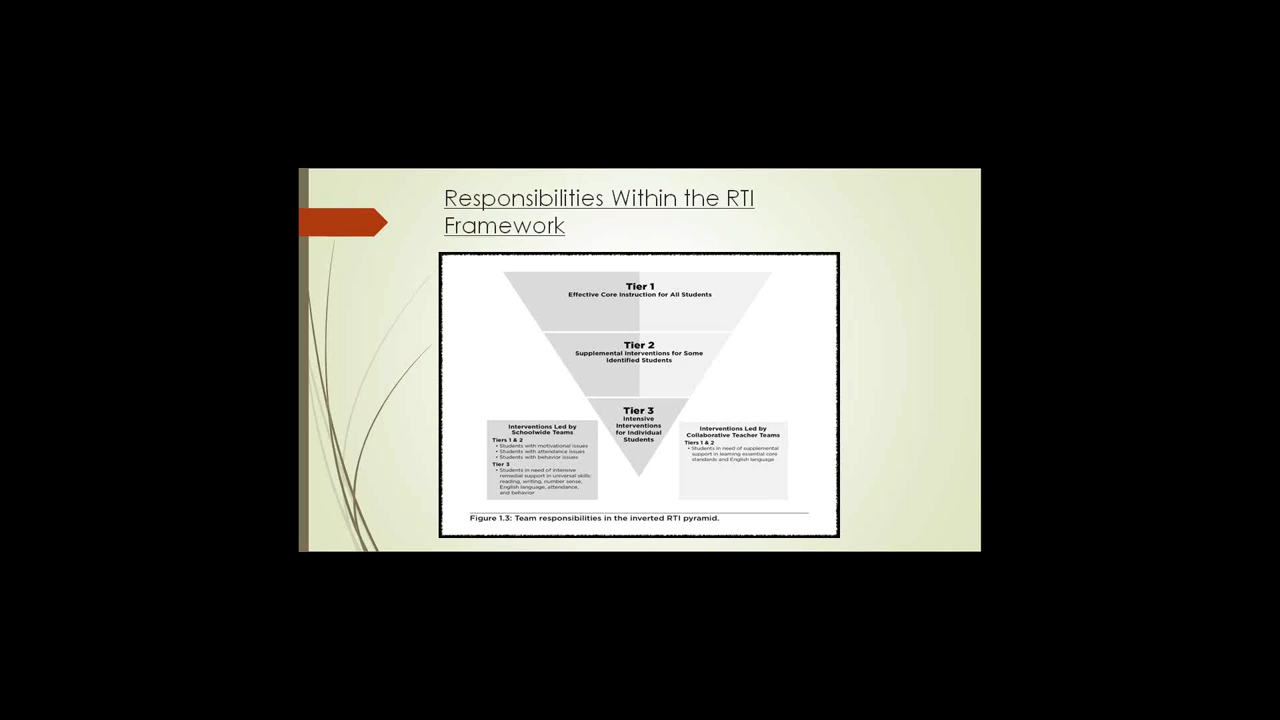 Responsibilities Within the RTI
Framework
Tier 1
Effective Core Instruction for All Students
Tier 2
Supplemental Interventions for Some
Identified Students
Tier 3
Intensive
Interventions
for Individual
Students
Interventions Led by
Schoolwide Teams
Tiers 1 & 2
• Students with motivational issues
• Students with attendance issues
• Students with behavior issues
Tier 3
• Students in need of intensive
remedial support in universal skills:
reading, writing, number sense,
English language, attendance,
and behavior
Interventions Led by
Collaborative Teacher Teams
Tiers 1 & 2
• Students in need of supplemental
support in learning essential core
standards and English language
Figure 1.3: Team responsibilities in the inverted RTI pyramid.